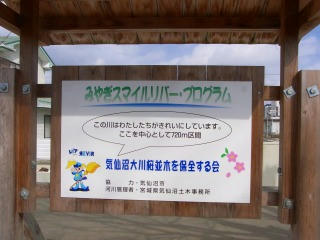 みやぎスマイルリバー・プログラム
この川はわたしたちがきれいにしています。
ここを中心として720m区間
気仙沼大川桜並木を保全する会
協　　力・気仙沼市
河川管理者・宮城県気仙沼土木事務所